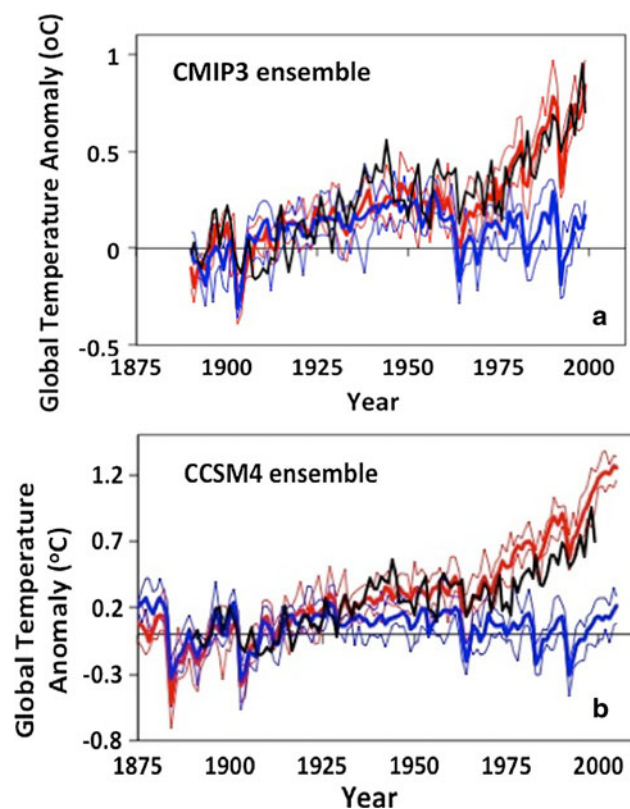 Global Temperature Anomaly (oC)
1
0.5
0
-0.5
CMIP3 ensemble
a
1875 1900 1925 1950 1975 2000
Year
Global Temperature
Anomaly (°C)
1.2
0.7
0.2
-0.3
-0.8
CCSM4 ensemble
b
1875 1900 1925 1950 1975 2000
Year